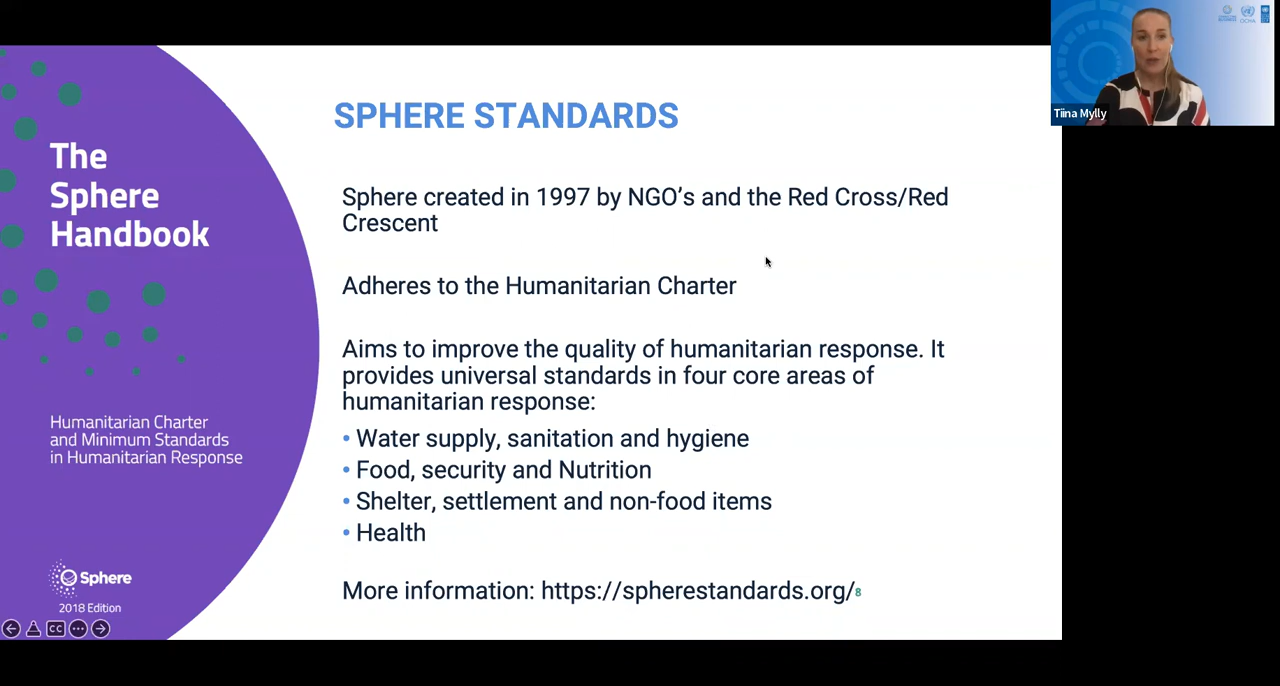 The
Sphere
Handbook
Humanitarian Charter
and Minimum Standards
in Humanitarian Response
Sphere
2018 Edition
CC
SPHERE STANDARDS
Sphere created in 1997 by NGO's and the Red Cross/Red
Crescent
Adheres to the Humanitarian Charter
Aims to improve the quality of humanitarian response. It
provides universal standards in four core areas of
humanitarian response:
• Water supply, sanitation and hygiene
• Food, security and Nutrition
• Shelter, settlement and non-food items
• Health
More information: https://spherestandards.org/
8
Tiina Mylly